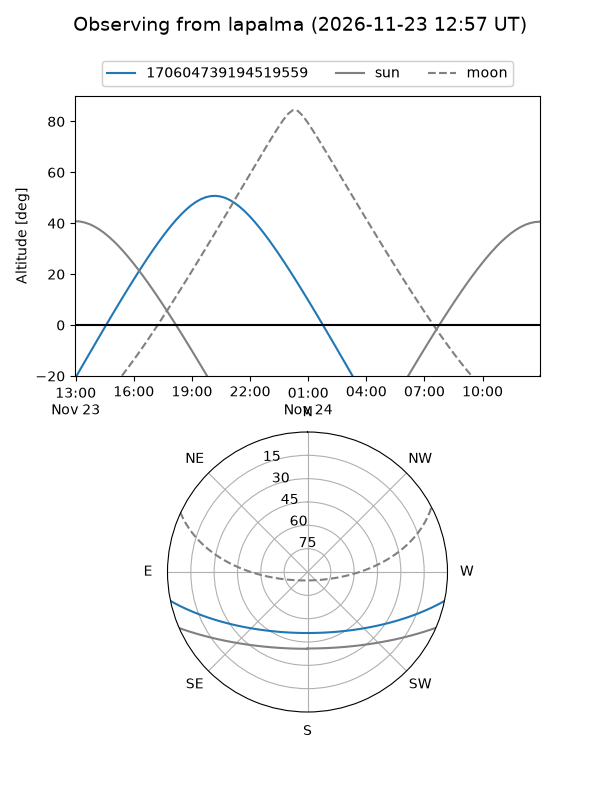 Observing from lapalma (2026-11-23 12:57 UT)
170604739194519559 sun moon
Altitude [deg]
80
60
40
20
0
−20
13:00 16:00 19:00 22:00 01:00 04:00 07:00 10:00
Nov 23 Nov 24
N
NE NW
15
30
45
60
75
E W
SE SW
S